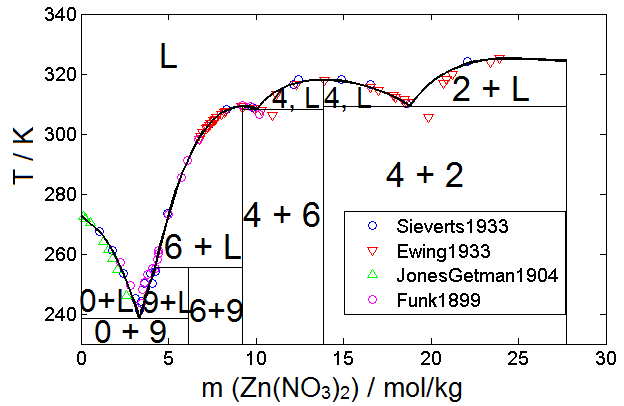 340
320
300
280
260
240
T / K
L
4, L
4, L
2 + L
4 + 6
4 + 2
6 + L
0+L
9+L
6+9
0 + 9
Sieverts1933
Ewing1933
JonesGetman1904
Funk1899
0 5 10 15 20 25 30
m (Zn(NO₃)₂) / mol/kg